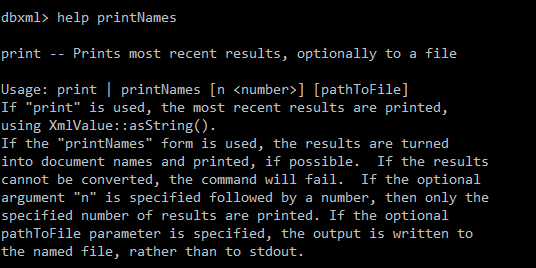 dbxml> help printNames
print -- Prints most recent results, optionally to a file
Usage: print | printNames [n <number>] [pathToFile]
If "print" is used, the most recent results are printed,
using XmlValue::asString().
If the "printNames" form is used, the results are turned
into document names and printed, if possible.  If the results
cannot be converted, the command will fail.  If the optional
argument "n" is specified followed by a number, then only the
specified number of results are printed. If the optional
pathToFile parameter is specified, the output is written to
the named file, rather than to stdout.